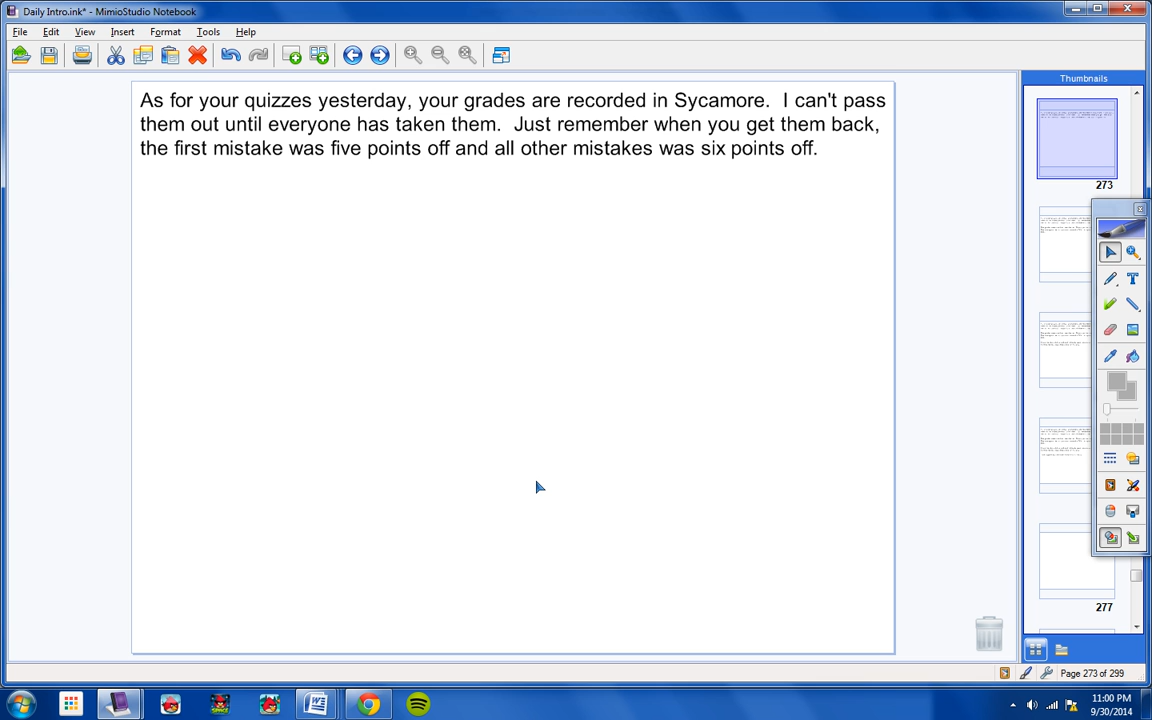 Daily Intro.ink* - MimioStudio Notebook
File Edit View Insert Format Tools Help
As for your quizzes yesterday, your grades are recorded in Sycamore.  I can't pass
them out until everyone has taken them.  Just remember when you get them back,
the first mistake was five points off and all other mistakes was six points off.
Thumbnails
273
277
Page 273 of 299
11:00 PM
9/30/2014